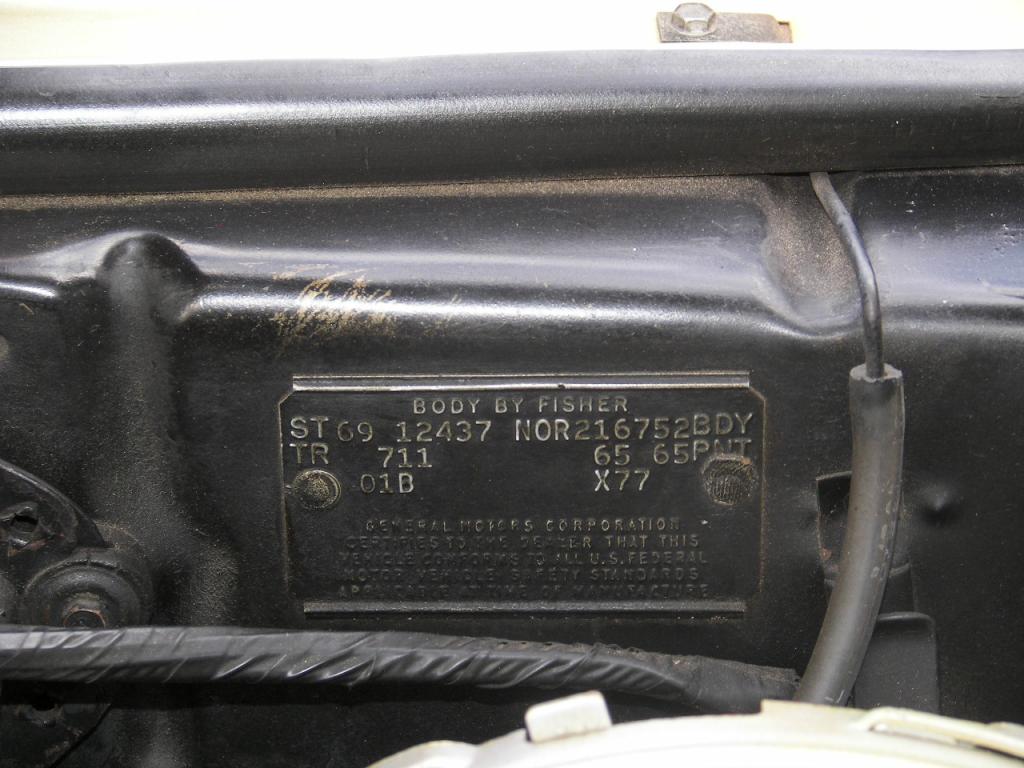 BODY BY FISHER
ST 69 12437 NOR216752 BDY
TR 711 65 65 PNT
01B X77
GENERAL MOTORS CORPORATION
CERTIFIES TO THE DEALER THAT THIS
VEHICLE CONFORMS TO ALL U.S. FEDERAL
MOTOR VEHICLE SAFETY STANDARDS
APPLICABLE AT TIME OF MANUFACTURE